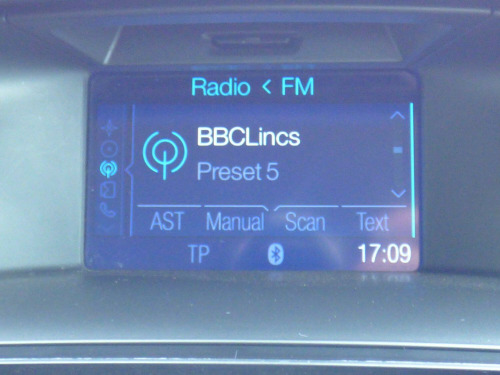 Radio < FM
BBCLincs
Preset 5
AST Manual Scan Text
TP 17:09